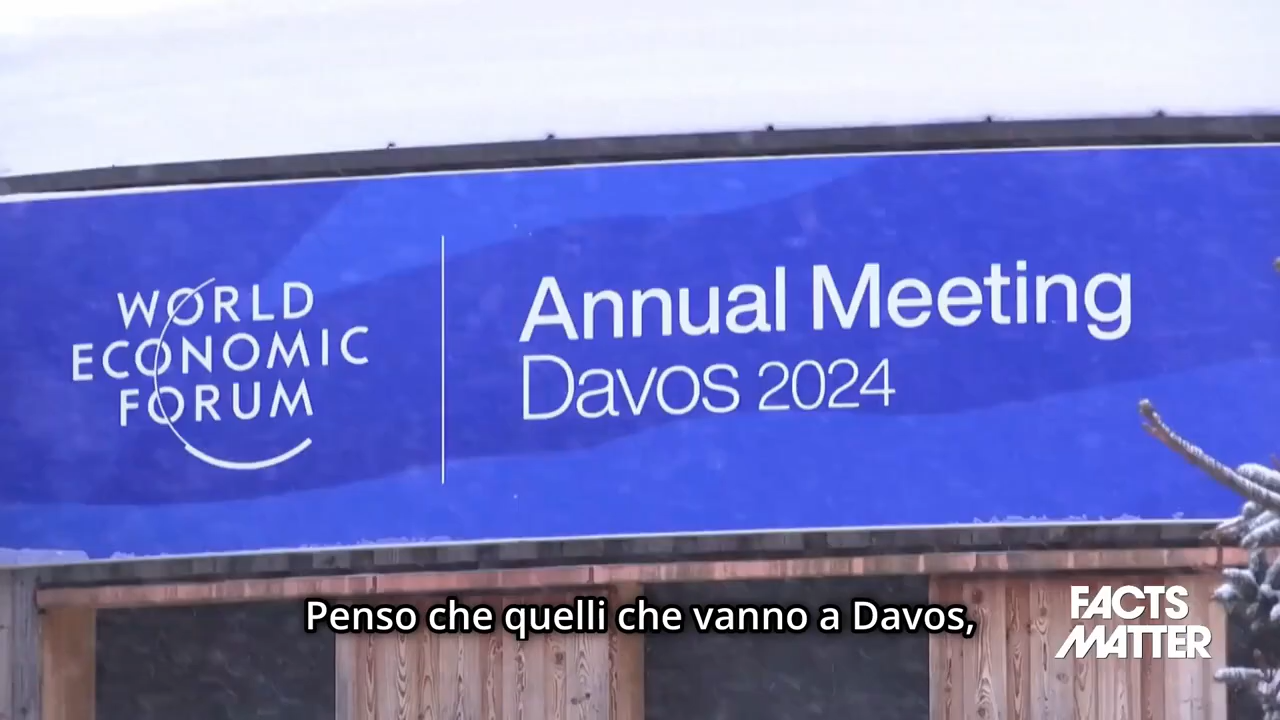 WORLD
ECONOMIC
FORUM
Annual Meeting
Davos 2024
Penso che quelli che vanno a Davos,
FACTS
MATTER